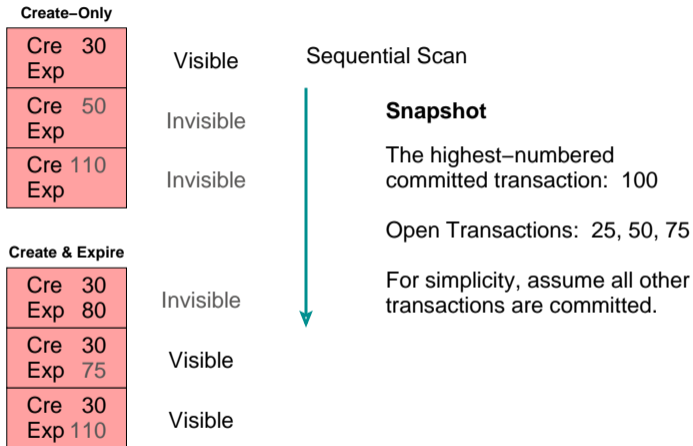 Create–Only
Cre 30
Exp
Visible
Cre 50
Exp
Invisible
Cre 110
Exp
Invisible
Create & Expire
Cre 30
Exp 80
Invisible
Cre 30
Exp 75
Visible
Cre 30
Exp 110
Visible
Sequential Scan
Snapshot
The highest–numbered
committed transaction: 100
Open Transactions: 25, 50, 75
For simplicity, assume all other
transactions are committed.